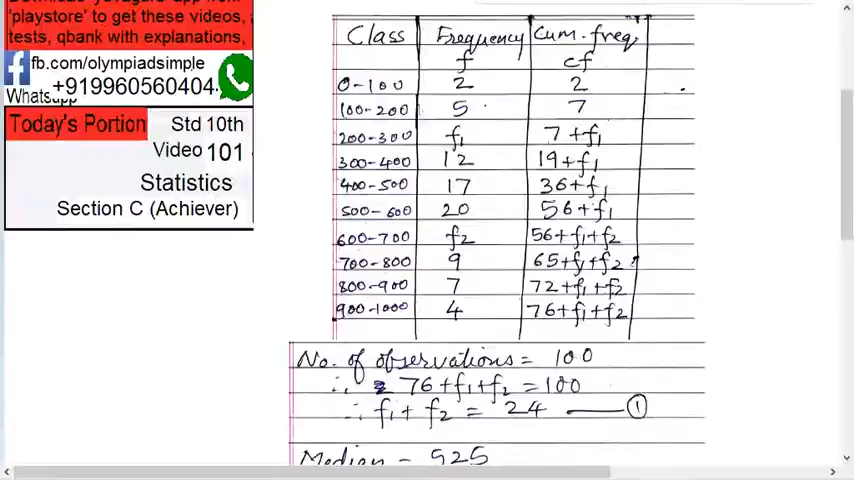 'playstore' to get these videos,
tests, qbank with explanations,
fb.com/olympiadsimple
+919960560404
Whatsapp
Today's Portion Std 10th
Video 101
Statistics
Section C (Achiever)
Class Frequency Cum. freq.
f cf
0-100 2 2
100-200 5 7
200-300 f1 7+f1
300-400 12 19+f1
400-500 17 36+f1
500-600 20 56+f1
600-700 f2 56+f1+f2
700-800 9 65+f1+f2
800-900 7 72+f1+f2
900-1000 4 76+f1+f2
No. of observations = 100
∴ 76+f1+f2 = 100
∴ f1+f2 = 24 — 1
Median = 525